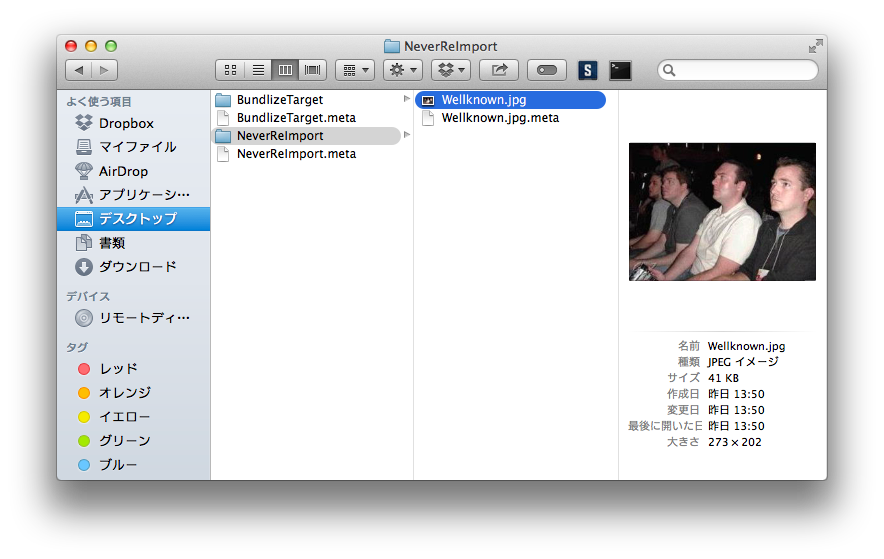 NeverReImport
よく使う項目
Dropbox
マイファイル
AirDrop
アプリケーシ…
デスクトップ
書類
ダウンロード
デバイス
リモートディ…
タグ
レッド
オレンジ
イエロー
グリーン
ブルー
BundlizeTarget
BundlizeTarget.meta
NeverReImport
NeverReImport.meta
Wellknown.jpg
Wellknown.jpg.meta
名前 Wellknown.jpg
種類 JPEG イメージ
サイズ 41 KB
作成日 昨日 13:50
変更日 昨日 13:50
最後に開いた日 昨日 13:50
大きさ 273 × 202